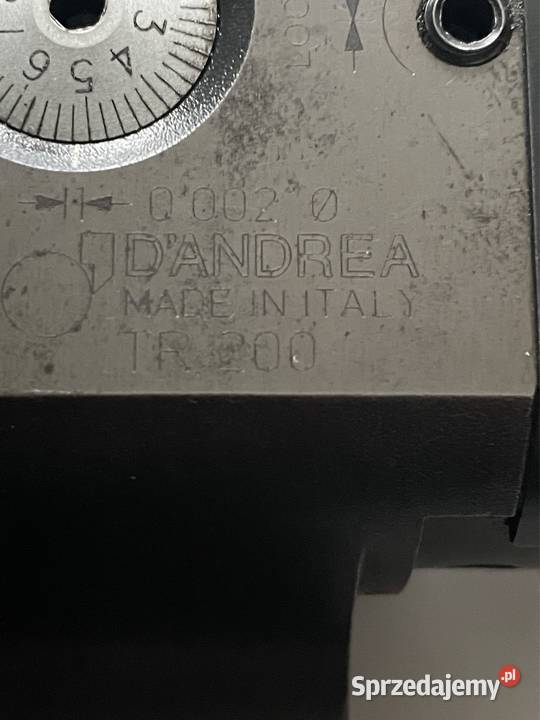 3 4 5 6
0 002 Ø
D'ANDREA
MADE IN ITALY
TR 200
Sprzedajemy.pl